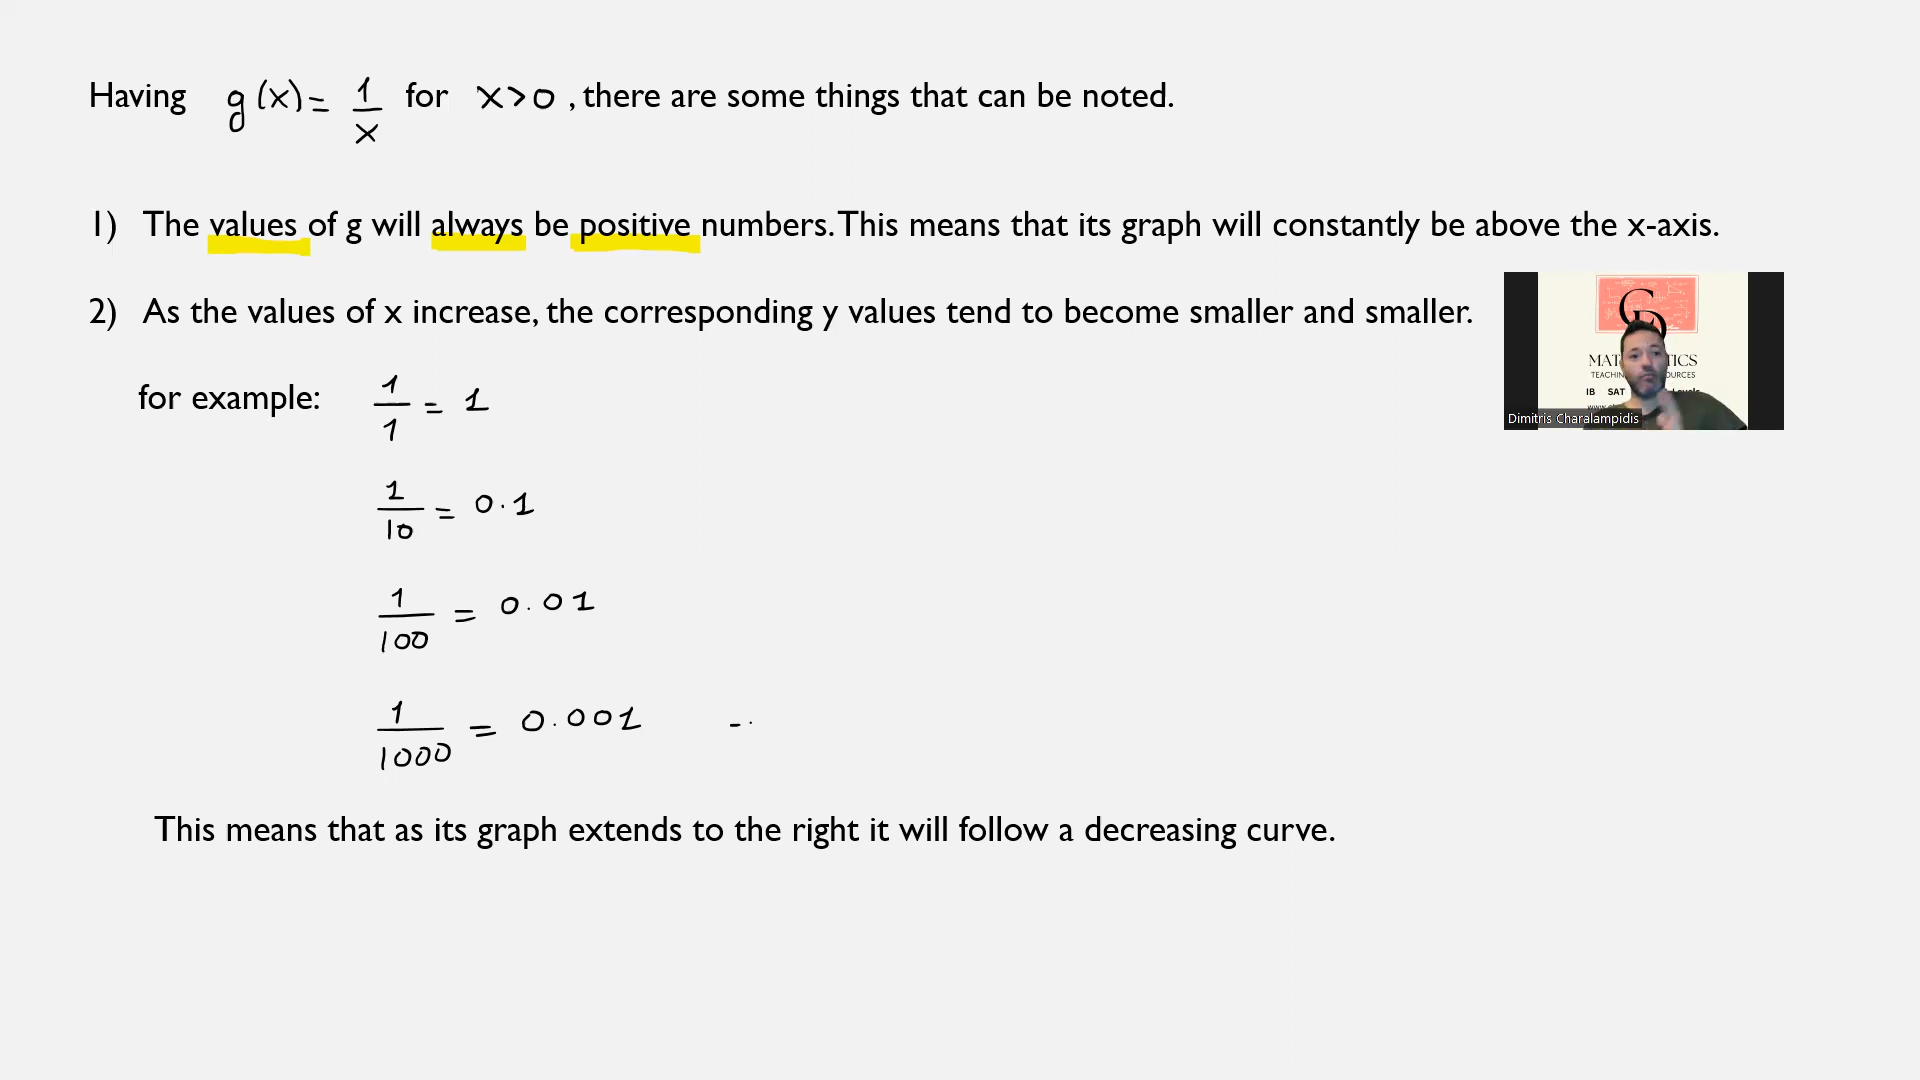 Having g(x) = 1/x for x>0, there are some things that can be noted.
1) The values of g will always be positive numbers. This means that its graph will constantly be above the x-axis.
2) As the values of x increase, the corresponding y values tend to become smaller and smaller.
for example: 1/1 = 1
1/10 = 0.1
1/100 = 0.01
1/1000 = 0.001
This means that as its graph extends to the right it will follow a decreasing curve.
IB SAT
Dimitris Charalampidis